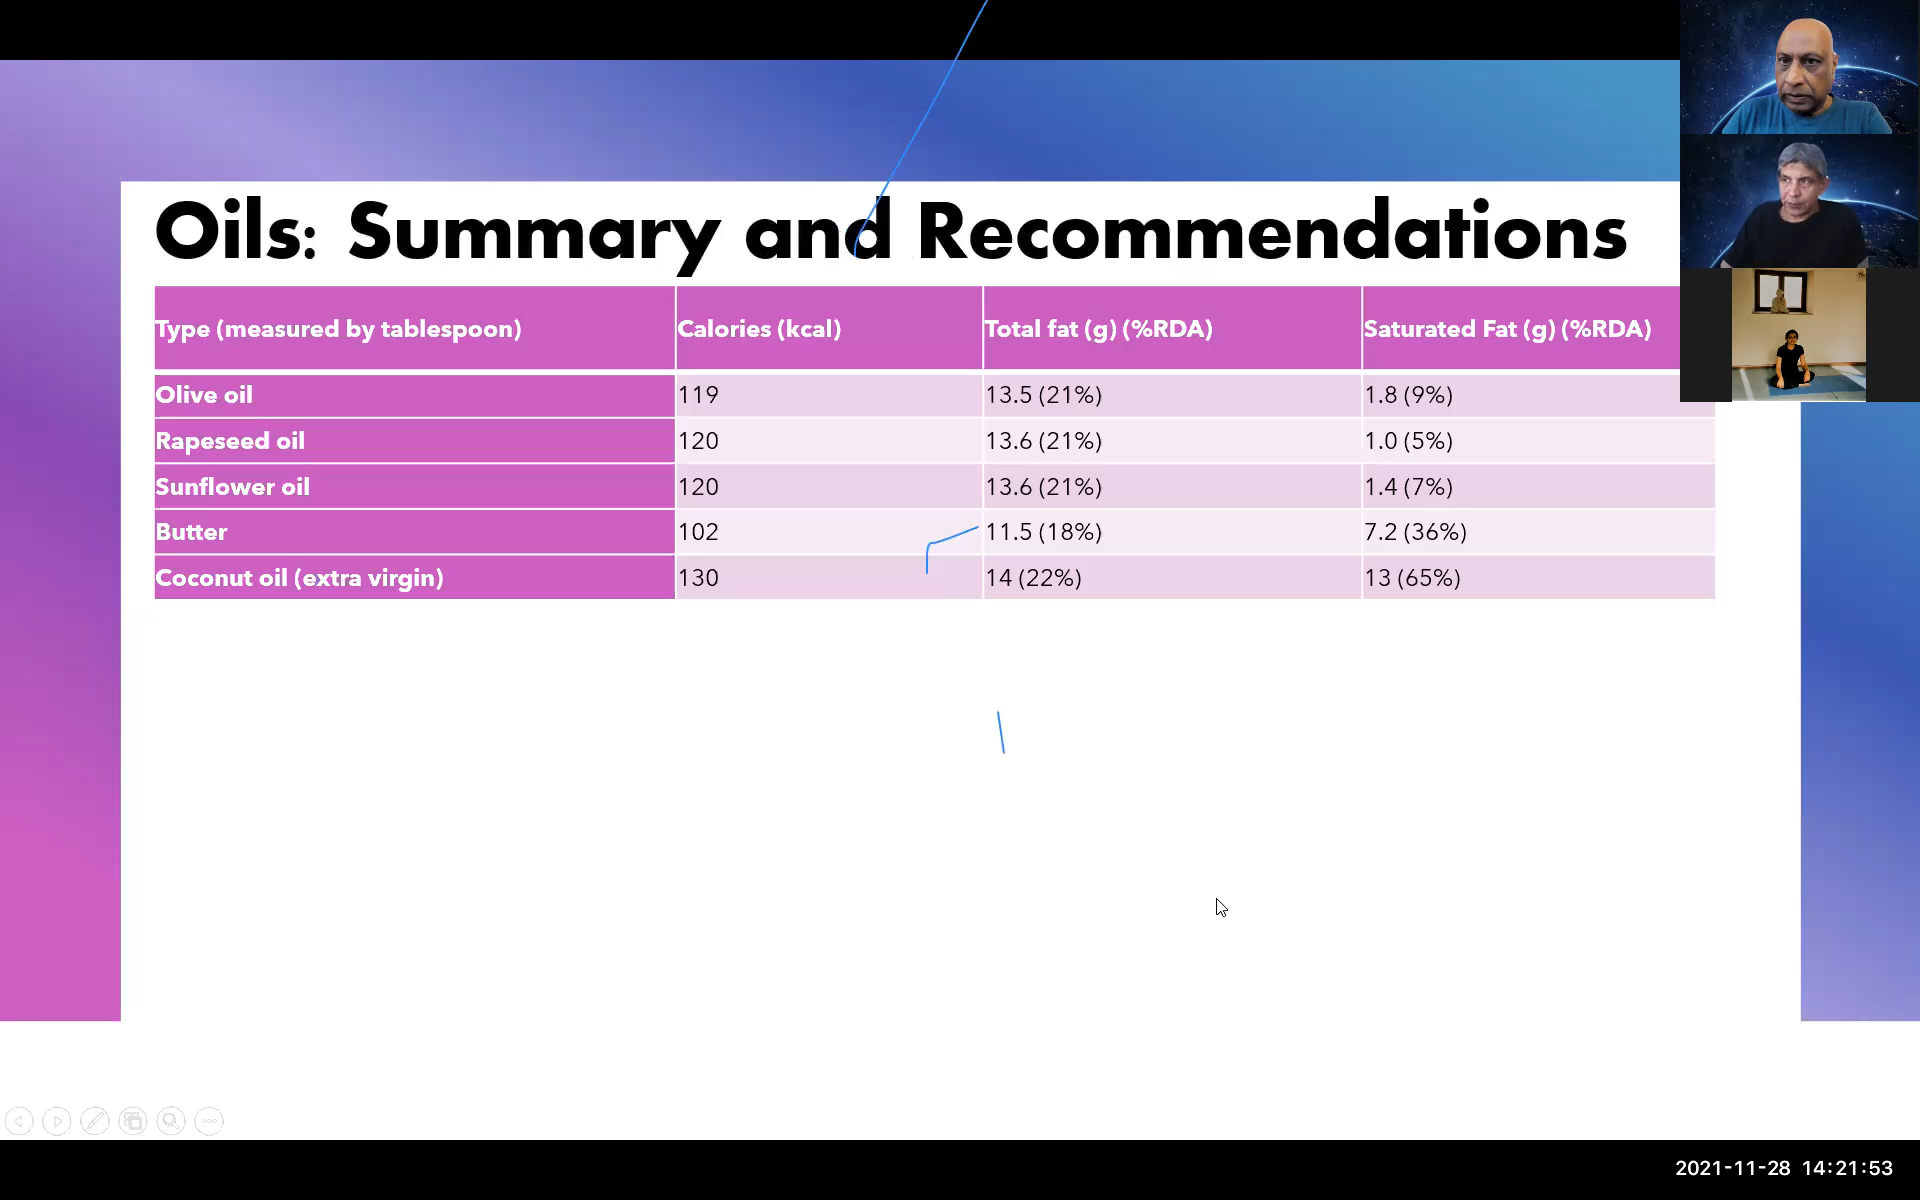 Oils: Summary and Recommendations
Type (measured by tablespoon) Calories (kcal) Total fat (g) (%RDA) Saturated Fat (g) (%RDA)
Olive oil 119 13.5 (21%) 1.8 (9%)
Rapeseed oil 120 13.6 (21%) 1.0 (5%)
Sunflower oil 120 13.6 (21%) 1.4 (7%)
Butter 102 11.5 (18%) 7.2 (36%)
Coconut oil (extra virgin) 130 14 (22%) 13 (65%)
2021-11-28 14:21:53